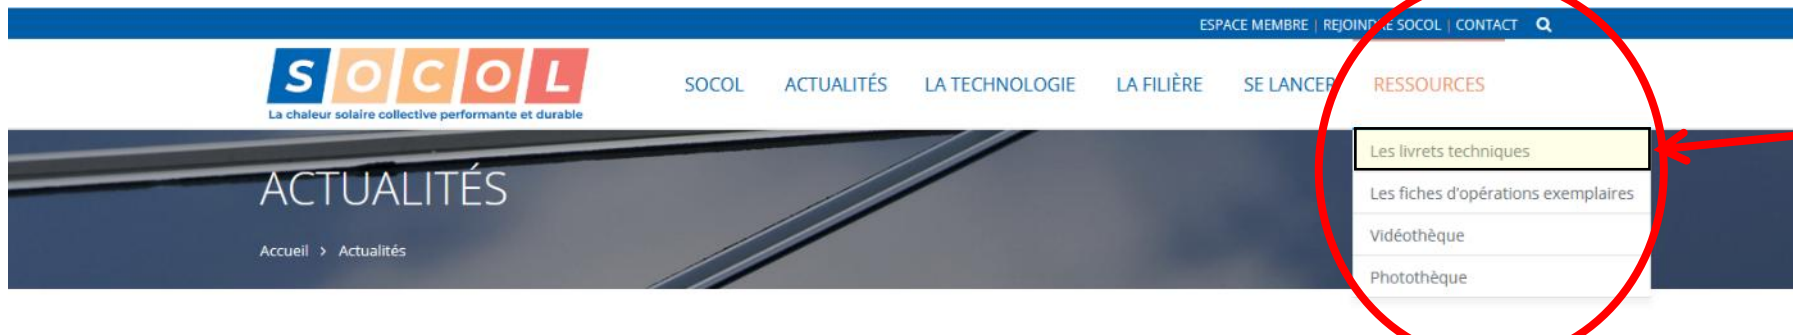 ESPACE MEMBRE | REJOINDRE SOCOL | CONTACT
SOCOL
La chaleur solaire collective performante et durable
SOCOL ACTUALITÉS LA TECHNOLOGIE LA FILIÈRE SE LANCER RESSOURCES
Les livrets techniques
Les fiches d'opérations exemplaires
Vidéothèque
Photothèque
ACTUALITÉS
Accueil > Actualités